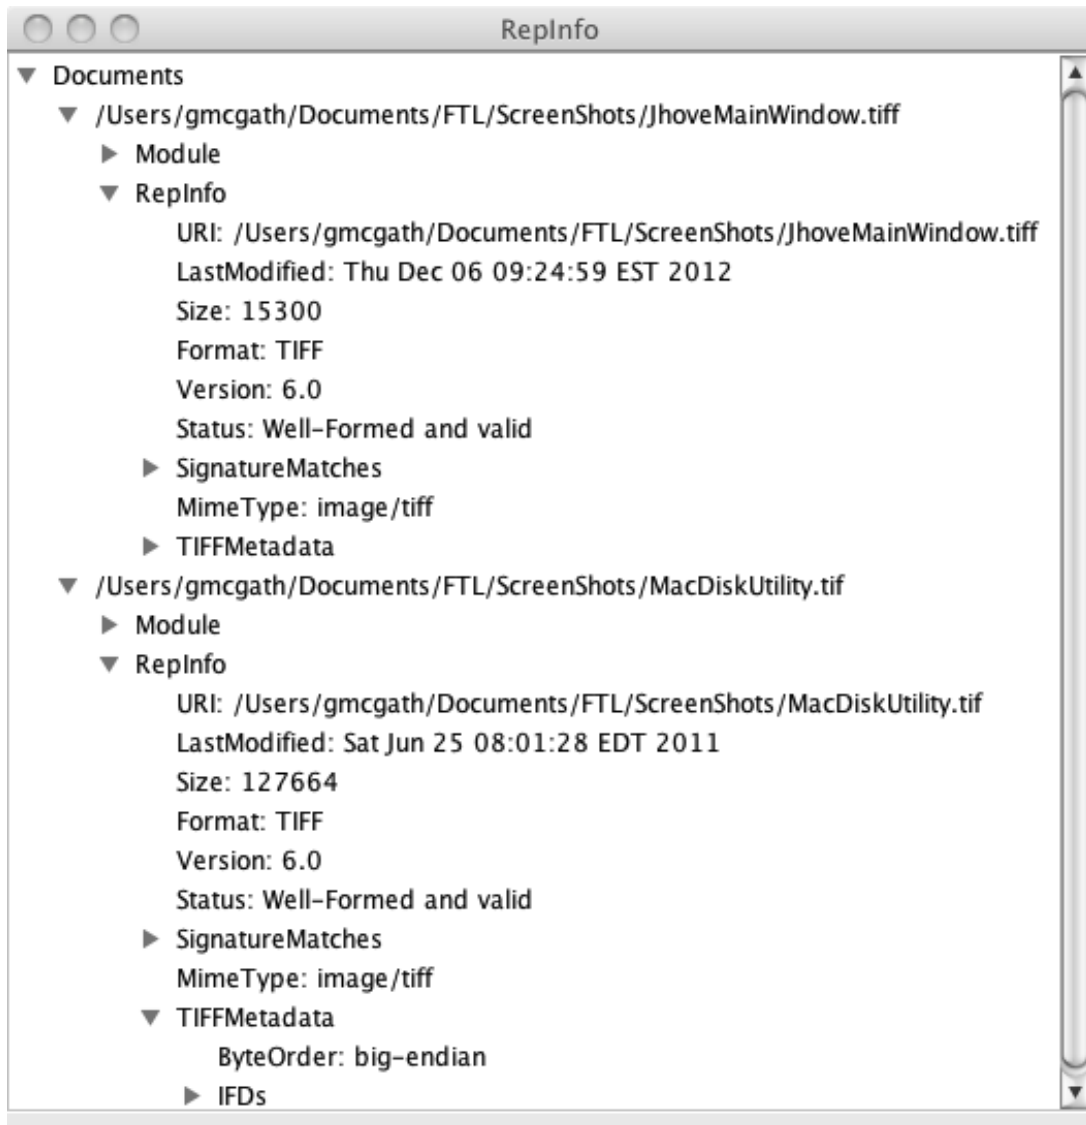 RepInfo
Documents
/Users/gmcgath/Documents/FTL/ScreenShots/JhoveMainWindow.tiff
Module
RepInfo
URI: /Users/gmcgath/Documents/FTL/ScreenShots/JhoveMainWindow.tiff
LastModified: Thu Dec 06 09:24:59 EST 2012
Size: 15300
Format: TIFF
Version: 6.0
Status: Well-Formed and valid
SignatureMatches
MimeType: image/tiff
TIFFMetadata
/Users/gmcgath/Documents/FTL/ScreenShots/MacDiskUtility.tif
Module
RepInfo
URI: /Users/gmcgath/Documents/FTL/ScreenShots/MacDiskUtility.tif
LastModified: Sat Jun 25 08:01:28 EDT 2011
Size: 127664
Format: TIFF
Version: 6.0
Status: Well-Formed and valid
SignatureMatches
MimeType: image/tiff
TIFFMetadata
ByteOrder: big-endian
IFDs